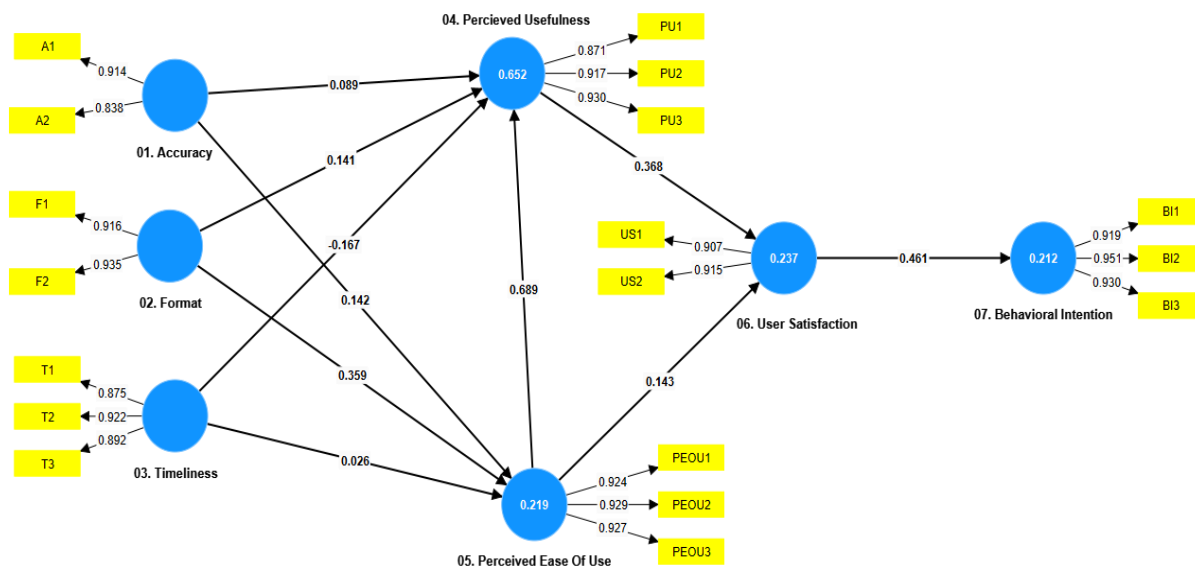 04. Percieved Usefulness
A1
0.914
0.838
A2
01. Accuracy
0.089
0.652
0.871
0.917
0.930
PU1
PU2
PU3
0.141
0.368
F1
0.916
0.935
F2
02. Format
-0.167
0.142
0.689
0.359
US1
0.907
0.915
US2
0.237
06. User Satisfaction
0.461
0.212
07. Behavioral Intention
0.919
0.951
0.930
BI1
BI2
BI3
T1
0.875
T2
0.922
0.892
T3
03. Timeliness
0.026
0.143
0.219
05. Perceived Ease Of Use
0.924
0.929
0.927
PEOU1
PEOU2
PEOU3